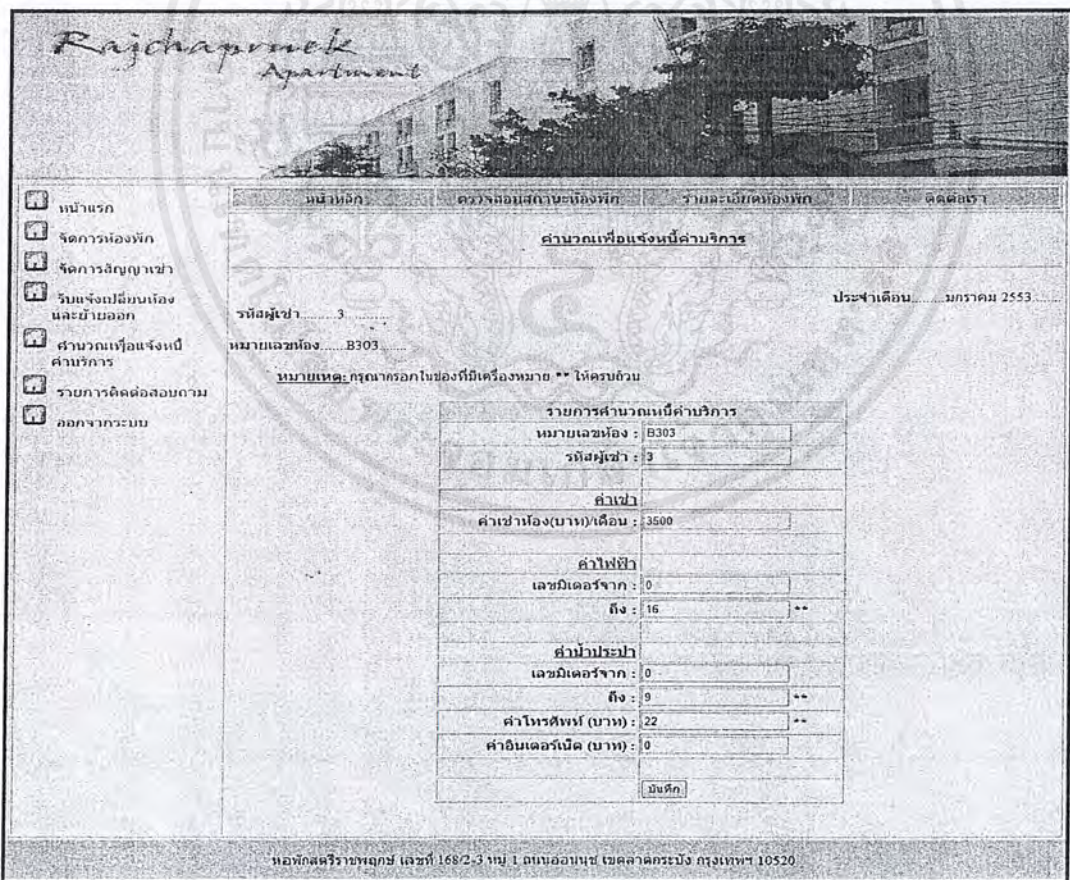 Rajchapruek
Apartment
หน้าแรก
จัดการห้องพัก
จัดการสัญญาเช่า
รับแจ้งเปลี่ยนห้อง
และย้ายออก
คำนวณเพื่อแจ้งหนี้
ค่าบริการ
รายการติดต่อสอบถาม
ออกจากระบบ
หน้าหลัก ตรวจสอบสถานะห้องพัก รายละเอียดห้องพัก ติดต่อเรา
คำนวณเพื่อแจ้งหนี้ค่าบริการ
ประจำเดือน.........มกราคม 2553.......
รหัสผู้เช่า.........3............
หมายเลขห้อง......B303.......
หมายเหตุ: กรุณากรอกในช่องที่มีเครื่องหมาย ** ให้ครบถ้วน
รายการคำนวณหนี้ค่าบริการ
หมายเลขห้อง : B303
รหัสผู้เช่า : 3
ค่าเช่า
ค่าเช่าห้อง(บาท)/เดือน : 3500
ค่าไฟฟ้า
เลขมิเตอร์จาก : 0
ถึง : 16 **
ค่าน้ำประปา
เลขมิเตอร์จาก : 0
ถึง : 9 **
ค่าโทรศัพท์ (บาท) : 22 **
ค่าอินเตอร์เน็ต (บาท) : 0
บันทึก
หอพักสตรีราชพฤกษ์ เลขที่ 168/2-3 หมู่ 1 ถนนอ่อนนุช เขตลาดกระบัง กรุงเทพฯ 10520